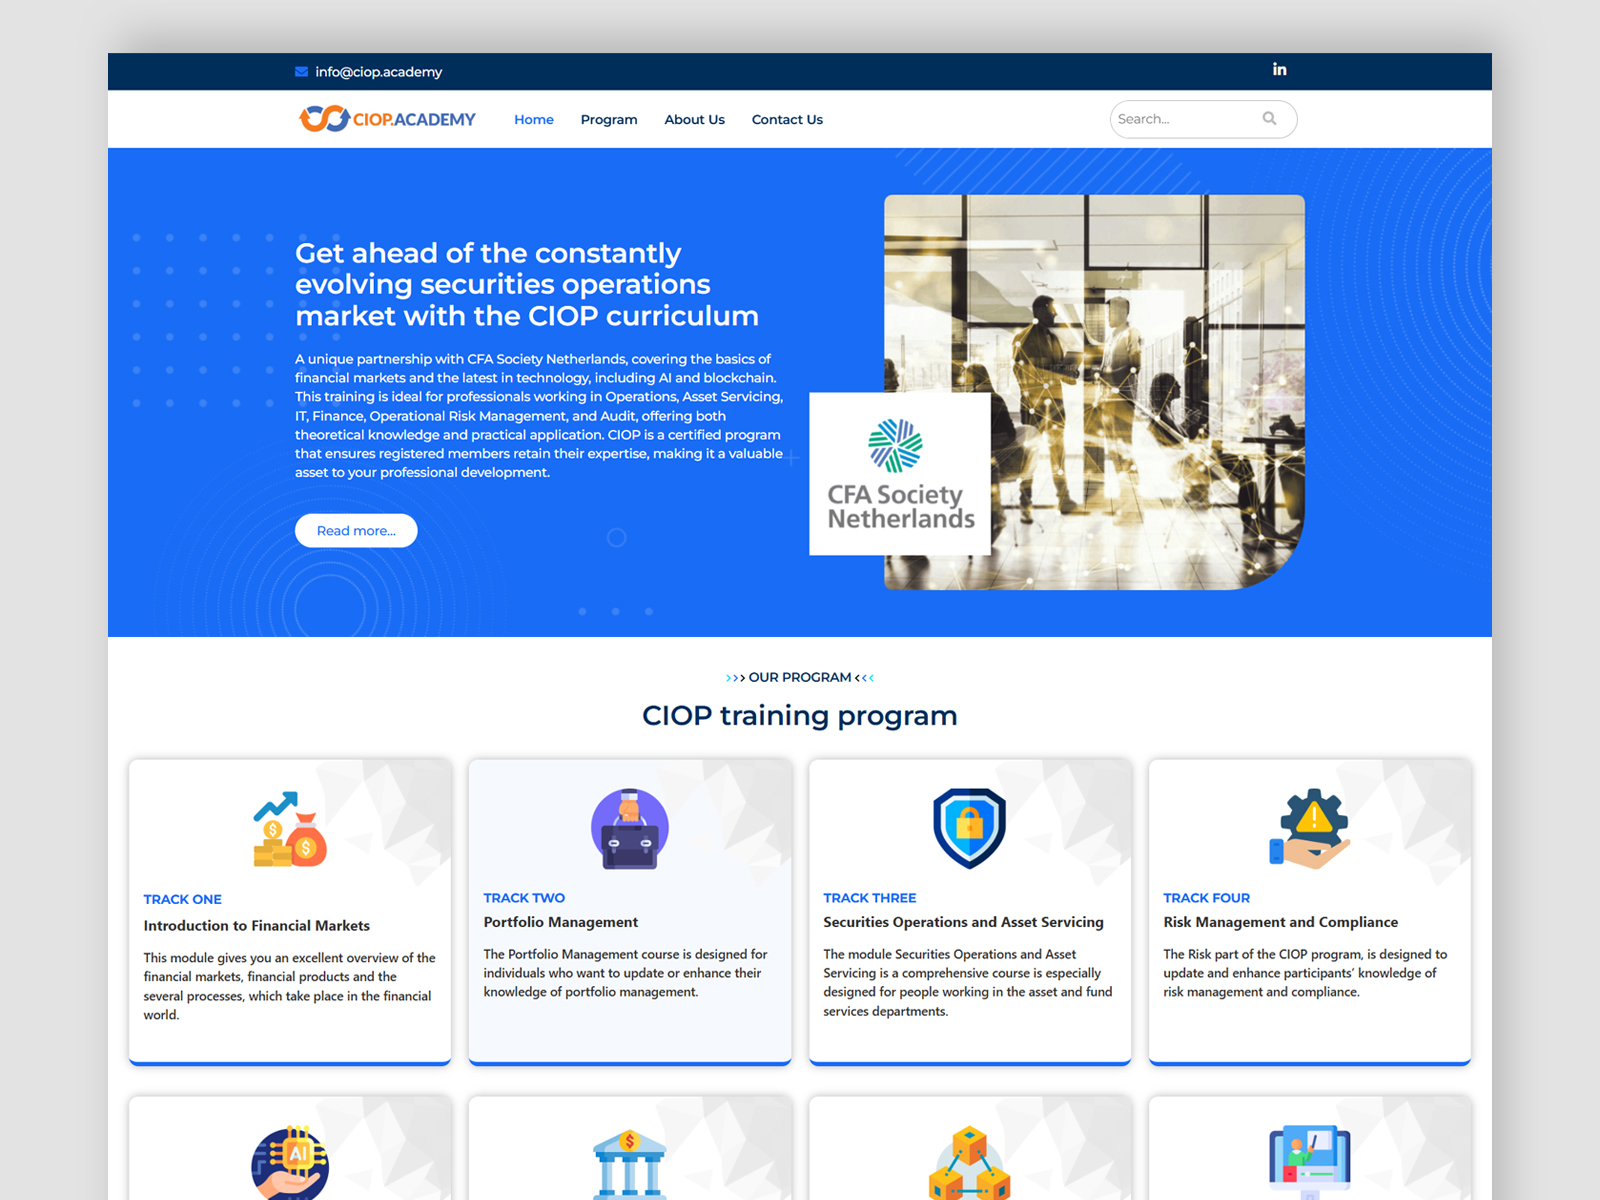 info@ciop.academy
in
CIOP.ACADEMY
Home
Program
About Us
Contact Us
Search...
Get ahead of the constantly
evolving securities operations
market with the CIOP curriculum
A unique partnership with CFA Society Netherlands, covering the basics of
financial markets and the latest in technology, including AI and blockchain.
This training is ideal for professionals working in Operations, Asset Servicing,
IT, Finance, Operational Risk Management, and Audit, offering both
theoretical knowledge and practical application. CIOP is a certified program
that ensures registered members retain their expertise, making it a valuable
asset to your professional development.
Read more...
CFA Society
Netherlands
>>> OUR PROGRAM <<<
CIOP training program
TRACK ONE
Introduction to Financial Markets
This module gives you an excellent overview of the
financial markets, financial products and the
several processes, which take place in the financial
world.
TRACK TWO
Portfolio Management
The Portfolio Management course is designed for
individuals who want to update or enhance their
knowledge of portfolio management.
TRACK THREE
Securities Operations and Asset Servicing
The module Securities Operations and Asset
Servicing is a comprehensive course is especially
designed for people working in the asset and fund
services departments.
TRACK FOUR
Risk Management and Compliance
The Risk part of the CIOP program, is designed to
update and enhance participants’ knowledge of
risk management and compliance.
AI